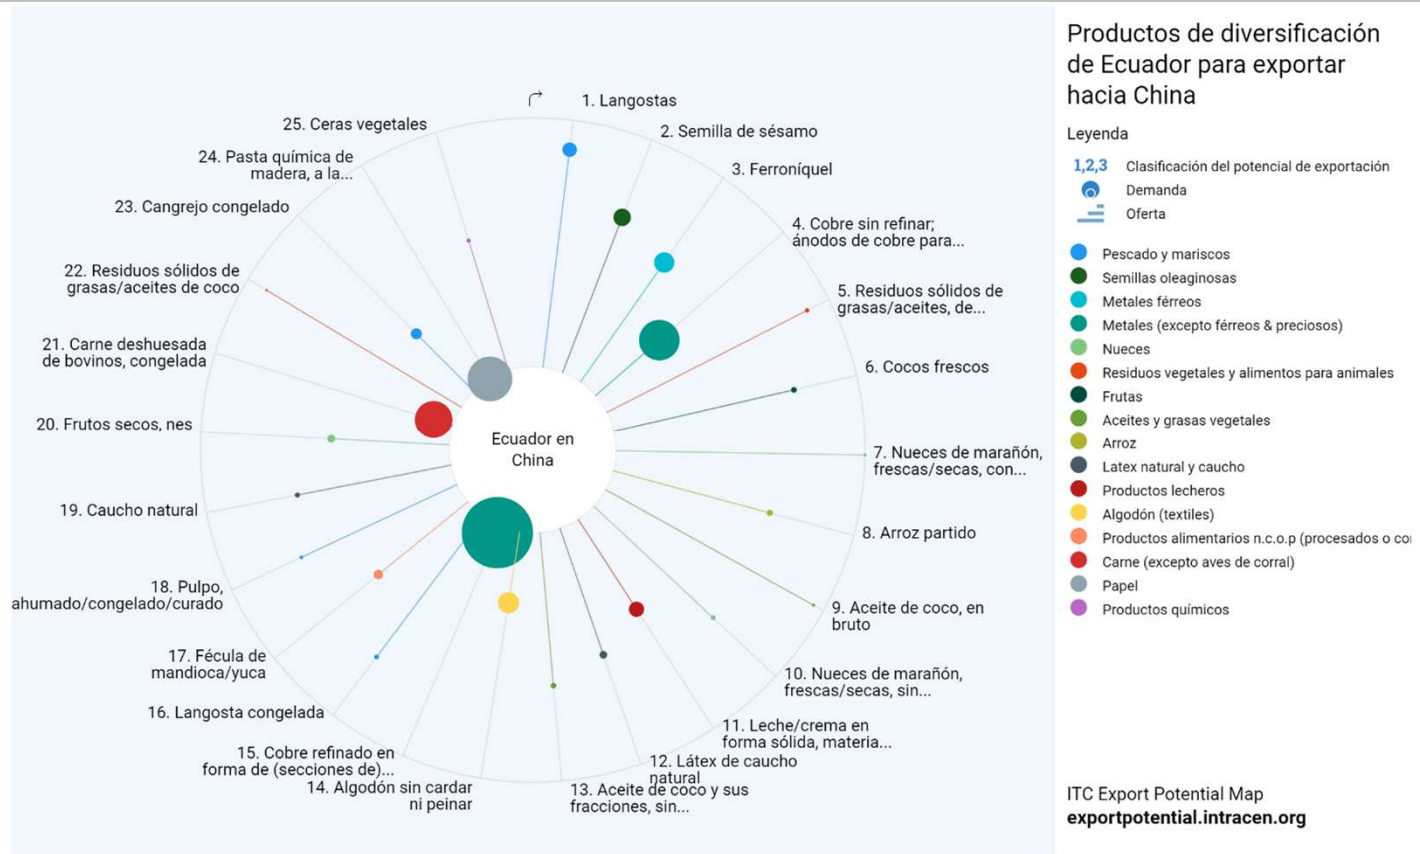 Productos de diversificación
de Ecuador para exportar
hacia China
Leyenda
1,2,3 Clasificación del potencial de exportación
Demanda
Oferta
Pescado y mariscos
Semillas oleaginosas
Metales férreos
Metales (excepto férreos & preciosos)
Nueces
Residuos vegetales y alimentos para animales
Frutas
Aceites y grasas vegetales
Arroz
Latex natural y caucho
Productos lecheros
Algodón (textiles)
Productos alimentarios n.c.o.p (procesados o co
Carne (excepto aves de corral)
Papel
Productos químicos
ITC Export Potential Map
exportpotential.intracen.org
Ecuador en
China
1. Langostas
2. Semilla de sésamo
3. Ferroníquel
4. Cobre sin refinar;
ánodos de cobre para...
5. Residuos sólidos de
grasas/aceites, de...
6. Cocos frescos
7. Nueces de marañón,
frescas/secas, con...
8. Arroz partido
9. Aceite de coco, en
bruto
10. Nueces de marañón,
frescas/secas, sin...
11. Leche/crema en
forma sólida, materia...
12. Látex de caucho
natural
13. Aceite de coco y sus
fracciones, sin...
14. Algodón sin cardar
ni peinar
15. Cobre refinado en
forma de (secciones de)...
16. Langosta congelada
17. Fécula de
mandioca/yuca
18. Pulpo,
ahumado/congelado/curado
19. Caucho natural
20. Frutos secos, nes
21. Carne deshuesada
de bovinos, congelada
22. Residuos sólidos de
grasas/aceites de coco
23. Cangrejo congelado
24. Pasta química de
madera, a la...
25. Ceras vegetales